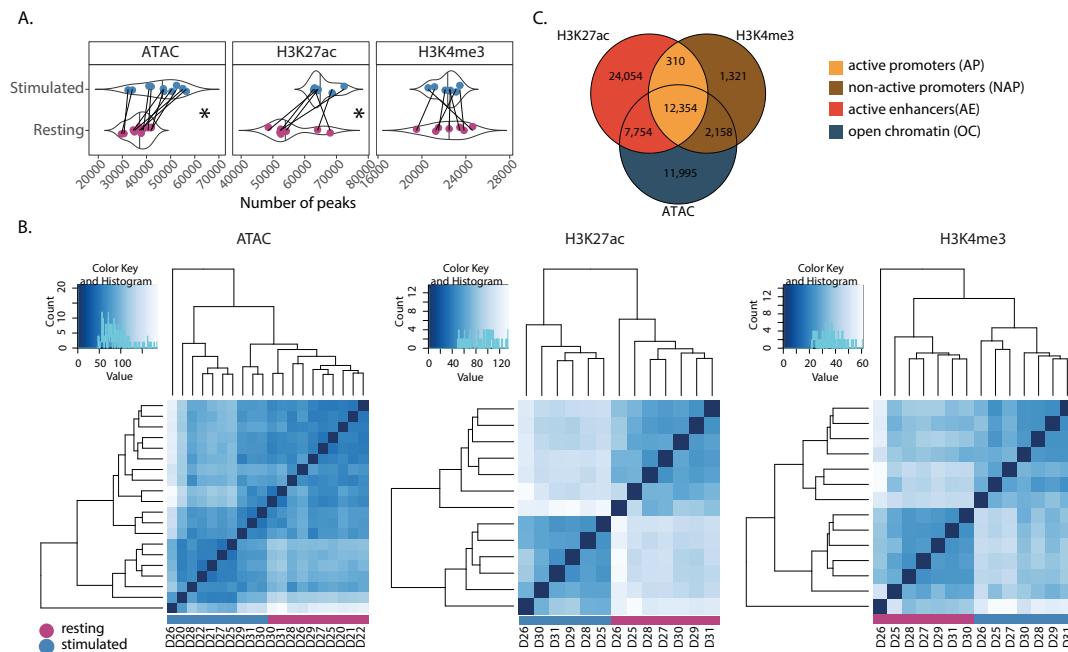 A.
ATAC
H3K27ac
H3K4me3
Stimulated
Resting
*
*
20000
30000
40000
50000
60000
70000
40000
50000
60000
70000
80000
16000
20000
24000
28000
Number of peaks
C.
H3K27ac
H3K4me3
24,054
310
1,321
12,354
7,754
2,158
11,995
ATAC
active promoters (AP)
non-active promoters (NAP)
active enhancers(AE)
open chromatin (OC)
B.
ATAC
Color Key
and Histogram
Count
0 5 10 20
0 50 100
Value
D26 D20 D28 D22 D31 D27 D25 D29 D31 D30 D30 D31 D28 D26 D29 D27 D25 D20 D21 D22
H3K27ac
Color Key
and Histogram
Count
0 4 8 12
0 40 80 120
Value
D26 D30 D31 D29 D28 D25 D26 D25 D28 D27 D30 D29 D31
H3K4me3
Color Key
and Histogram
Count
0 4 8 12
0 20 40 60
Value
D26 D25 D28 D27 D29 D31 D30 D26 D25 D27 D30 D28 D29 D31
resting
stimulated